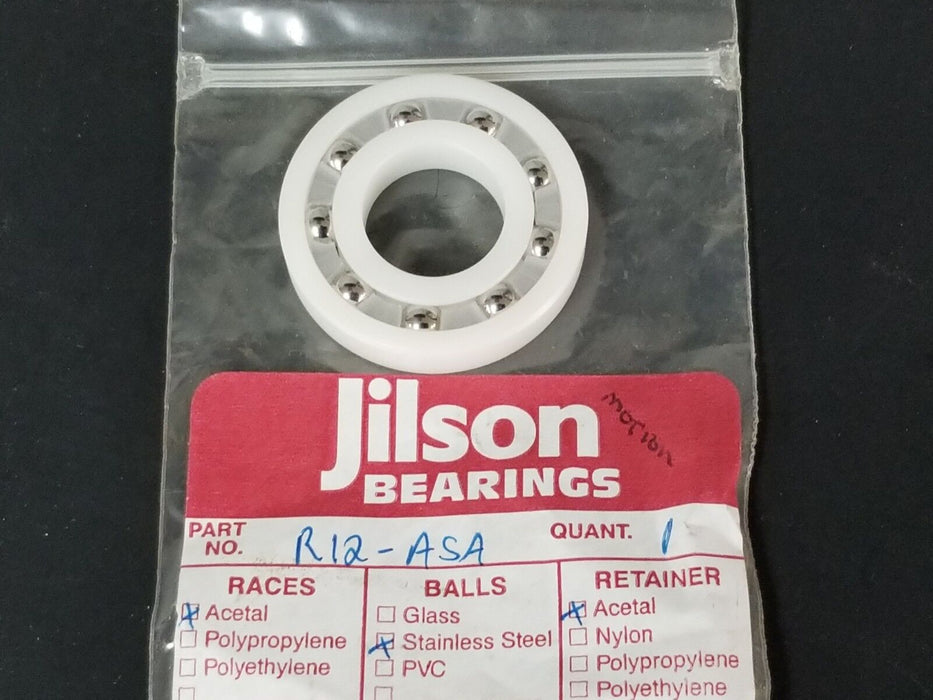 Jilson
BEARINGS
MOTION
PART NO. R12-ASA QUANT. 1
RACES
Acetal
Polypropylene
Polyethylene
BALLS
Glass
Stainless Steel
PVC
RETAINER
Acetal
Nylon
Polypropylene
Polyethylene